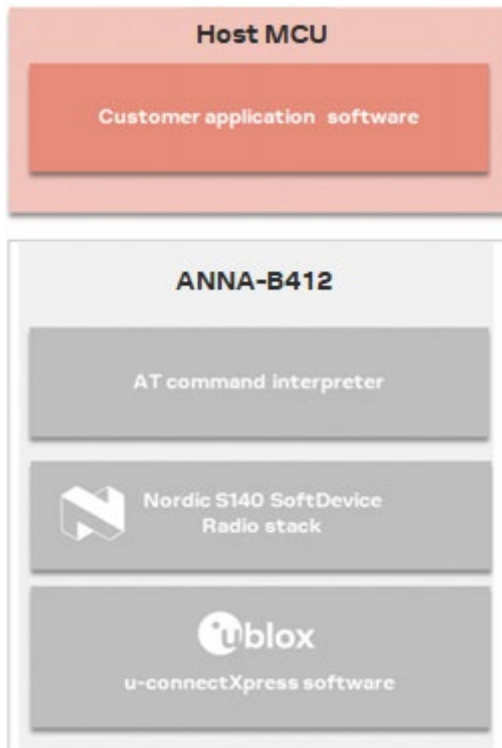 Host MCU
Customer application software
ANNA-B412
AT command interpreter
Nordic S140 SoftDevice
Radio stack
ublox
u-connectXpress software